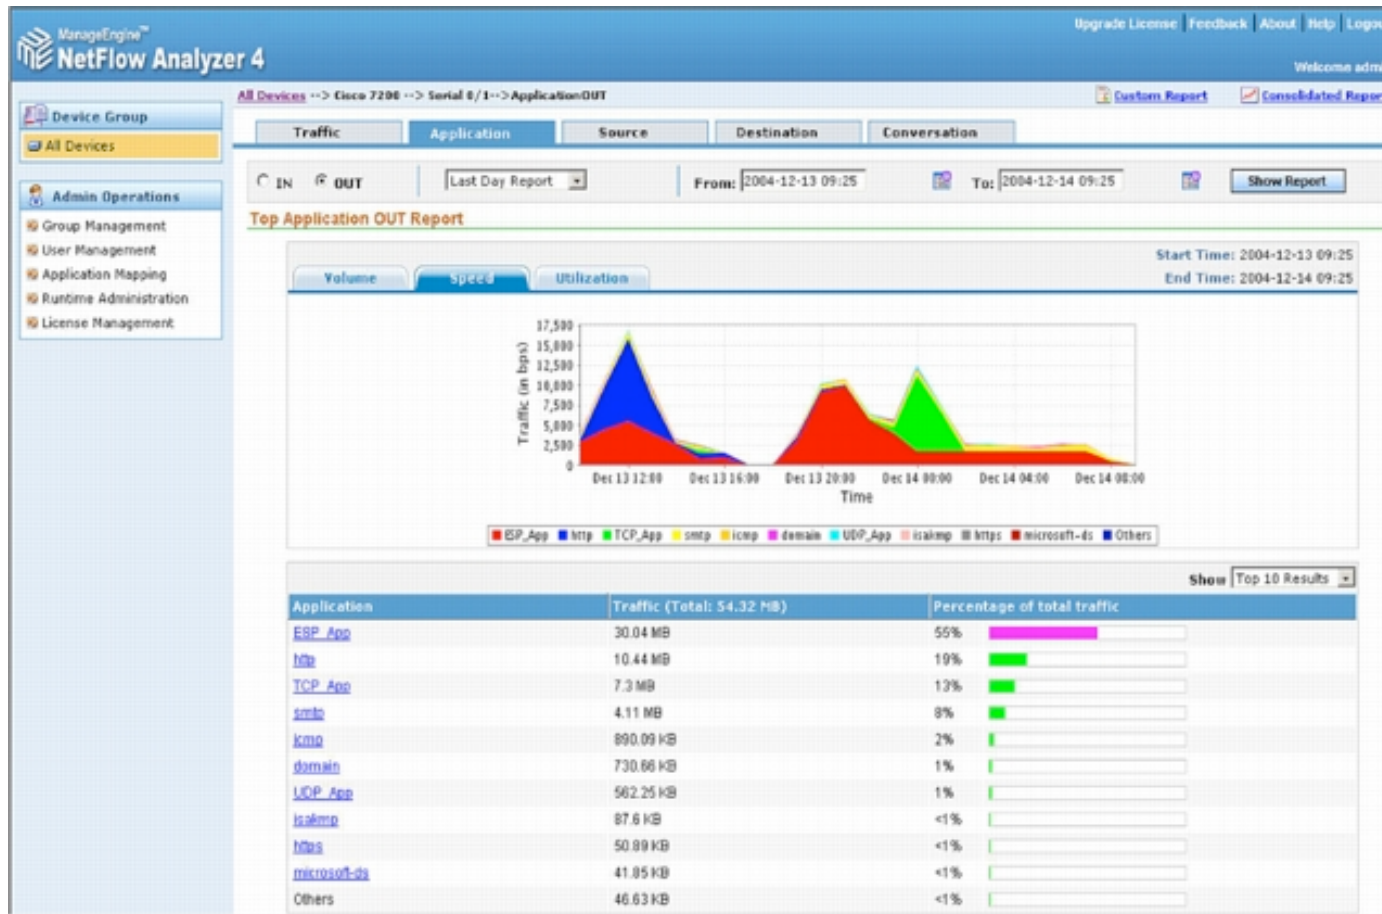 Upgrade License | Feedback | About | Help | Logou
ManageEngine™
NetFlow Analyzer 4
Welcome adm
All Devices --> Cisco 7200 --> Serial 0/1-->ApplicationOUT
Custom Report
Consolidated Repor
Device Group
All Devices
Admin Operations
Group Management
User Management
Application Mapping
Runtime Administration
License Management
Traffic
Application
Source
Destination
Conversation
IN OUT
Last Day Report
From: 2004-12-13 09:25
To: 2004-12-14 09:25
Show Report
Top Application OUT Report
Start Time: 2004-12-13 09:25
End Time: 2004-12-14 09:25
Volume
Speed
Utilization
Traffic (in bps)
17,500
15,000
12,500
10,000
7,500
5,000
2,500
0
Dec 13 12:00 Dec 13 16:00 Dec 13 20:00 Dec 14 00:00 Dec 14 04:00 Dec 14 08:00
Time
ESP_App http TCP_App smtp icmp domain UDP_App isakmp https microsoft-ds Others
Show Top 10 Results
Application Traffic (Total: 54.32 MB) Percentage of total traffic
ESP_App 30.04 MB 55%
http 10.44 MB 19%
TCP_App 7.3 MB 13%
smtp 4.11 MB 8%
icmp 890.09 KB 2%
domain 730.66 KB 1%
UDP_App 562.25 KB 1%
isakmp 87.6 KB <1%
https 50.89 KB <1%
microsoft-ds 41.85 KB <1%
Others 46.63 KB <1%